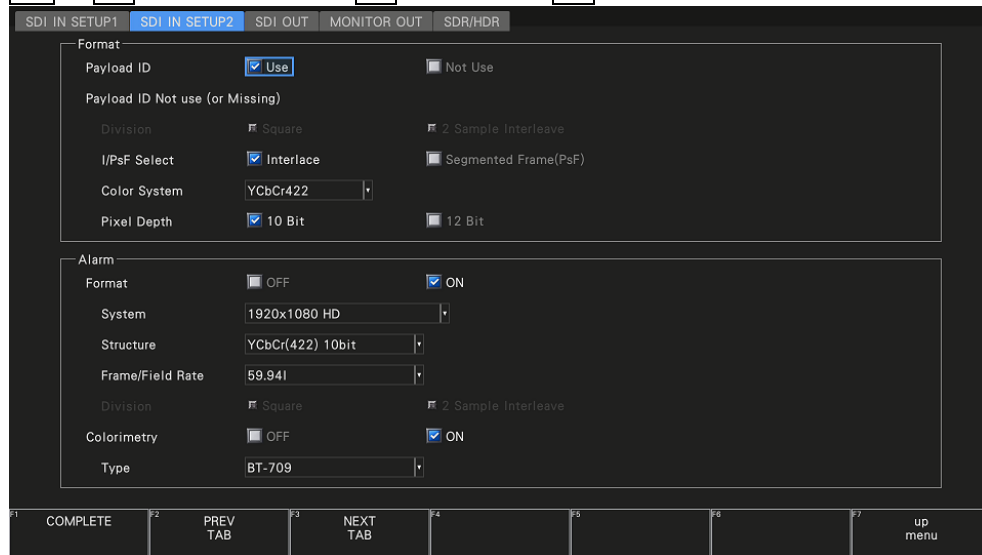 SDI IN SETUP1 SDI IN SETUP2 SDI OUT MONITOR OUT SDR/HDR
Format
Payload ID Use Not Use
Payload ID Not use (or Missing)
Division Square 2 Sample Interleave
I/PsF Select Interlace Segmented Frame(PsF)
Color System YCbCr422
Pixel Depth 10 Bit 12 Bit
Alarm
Format OFF ON
System 1920x1080 HD
Structure YCbCr(422) 10bit
Frame/Field Rate 59.94I
Division Square 2 Sample Interleave
Colorimetry OFF ON
Type BT-709
F1 COMPLETE F2 PREV TAB F3 NEXT TAB F4 F5 F6 F7 up menu